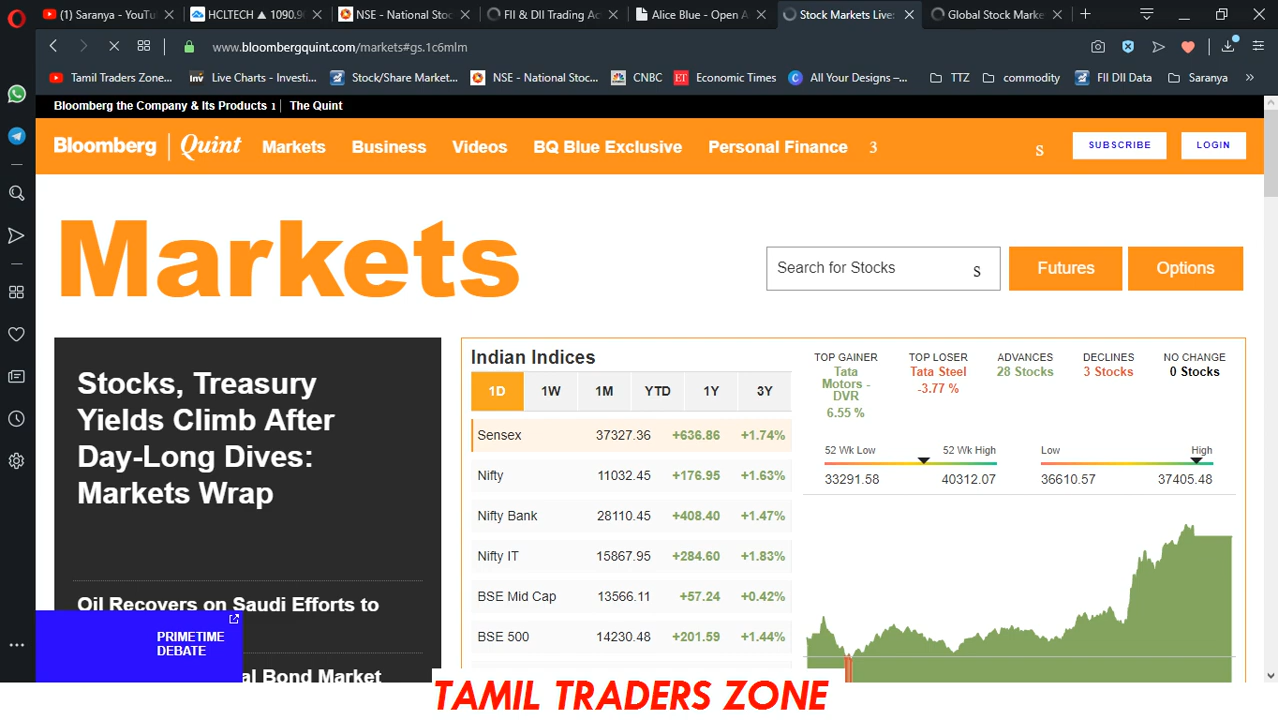 (1) Saranya - YouTu
HCLTECH ▲ 1090.9
NSE - National Stoc
FII & DII Trading Ac
Alice Blue - Open A
Stock Markets Live:
Global Stock Marke
www.bloombergquint.com/markets#gs.1c6mlm
Tamil Traders Zone...
Inv Live Charts - Investi...
Stock/Share Market...
NSE - National Stoc...
CNBC
ET Economic Times
C All Your Designs –...
TTZ
commodity
FII DII Data
Saranya
»
Bloomberg the Company & Its Products 1 | The Quint
Bloomberg | Quint Markets Business Videos BQ Blue Exclusive Personal Finance 3 S SUBSCRIBE LOGIN
Markets
Search for Stocks S
Futures
Options
Stocks, Treasury
Yields Climb After
Day-Long Dives:
Markets Wrap
Oil Recovers on Saudi Efforts to
al Bond Market
PRIMETIME
DEBATE
Indian Indices
1D 1W 1M YTD 1Y 3Y
Sensex 37327.36 +636.86 +1.74%
Nifty 11032.45 +176.95 +1.63%
Nifty Bank 28110.45 +408.40 +1.47%
Nifty IT 15867.95 +284.60 +1.83%
BSE Mid Cap 13566.11 +57.24 +0.42%
BSE 500 14230.48 +201.59 +1.44%
TOP GAINER
Tata
Motors -
DVR
6.55 %
TOP LOSER
Tata Steel
-3.77 %
ADVANCES
28 Stocks
DECLINES
3 Stocks
NO CHANGE
0 Stocks
52 Wk Low 52 Wk High
33291.58 40312.07
Low High
36610.57 37405.48
TAMIL TRADERS ZONE